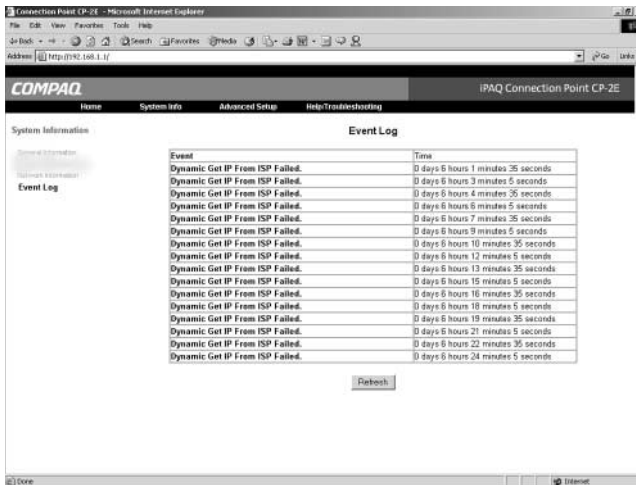 Connection Point CP-2E - Microsoft Internet Explorer
File Edit View Favorites Tools Help
Back Search Favorites Media
Address http://192.168.1.1/ Go Links
COMPAQ iPAQ Connection Point CP-2E
Home System Info Advanced Setup Help/Troubleshooting
System Information Event Log
General Information
Event Time
Dynamic Get IP From ISP Failed. 0 days 6 hours 1 minutes 35 seconds
Network Information
Dynamic Get IP From ISP Failed. 0 days 6 hours 3 minutes 5 seconds
Event Log
Dynamic Get IP From ISP Failed. 0 days 6 hours 4 minutes 35 seconds
Dynamic Get IP From ISP Failed. 0 days 6 hours 6 minutes 5 seconds
Dynamic Get IP From ISP Failed. 0 days 6 hours 7 minutes 35 seconds
Dynamic Get IP From ISP Failed. 0 days 6 hours 9 minutes 5 seconds
Dynamic Get IP From ISP Failed. 0 days 6 hours 10 minutes 35 seconds
Dynamic Get IP From ISP Failed. 0 days 6 hours 12 minutes 5 seconds
Dynamic Get IP From ISP Failed. 0 days 6 hours 13 minutes 35 seconds
Dynamic Get IP From ISP Failed. 0 days 6 hours 15 minutes 5 seconds
Dynamic Get IP From ISP Failed. 0 days 6 hours 16 minutes 35 seconds
Dynamic Get IP From ISP Failed. 0 days 6 hours 18 minutes 5 seconds
Dynamic Get IP From ISP Failed. 0 days 6 hours 19 minutes 35 seconds
Dynamic Get IP From ISP Failed. 0 days 6 hours 21 minutes 5 seconds
Dynamic Get IP From ISP Failed. 0 days 6 hours 22 minutes 35 seconds
Dynamic Get IP From ISP Failed. 0 days 6 hours 24 minutes 5 seconds
Refresh
Done Internet